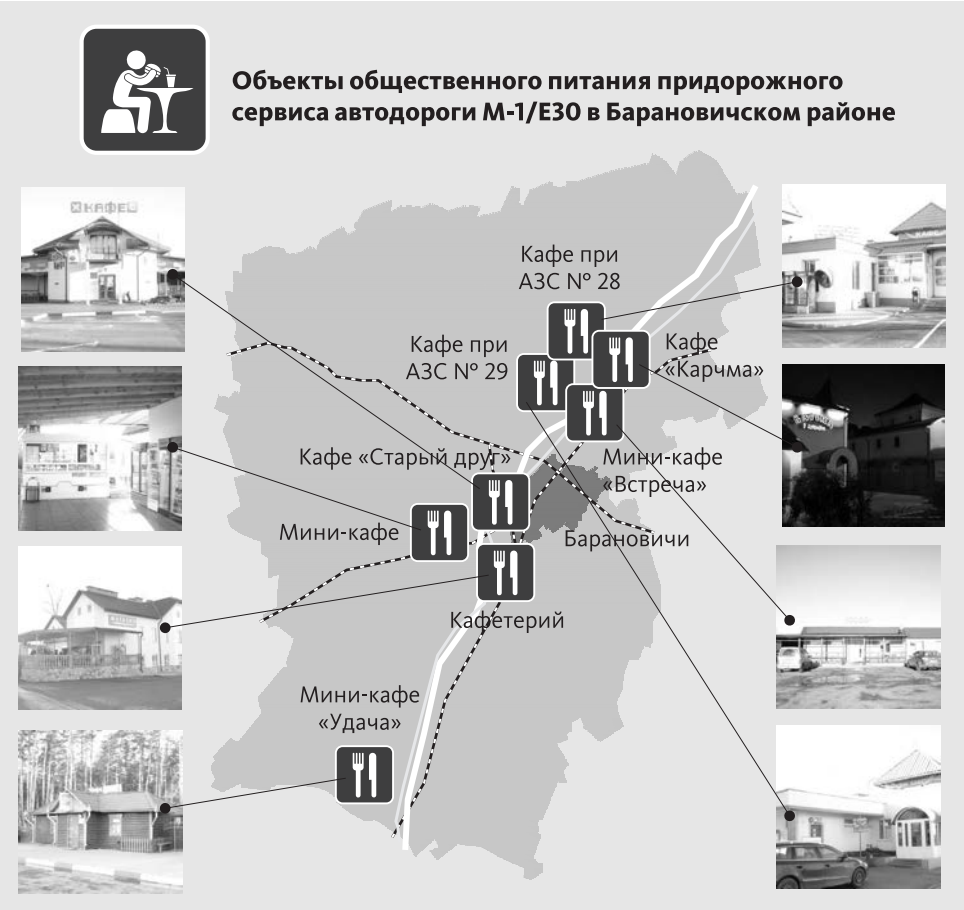 Объекты общественного питания придорожного
сервиса автодороги М-1/Е30 в Барановичском районе
КАФЕ
Кафе при
АЗС № 28
Кафе при
АЗС № 29
Кафе
«Карчма»
Кафе «Старый друг»
Мини-кафе
«Встреча»
Мини-кафе
Барановичи
Кафетерий
Мини-кафе
«Удача»